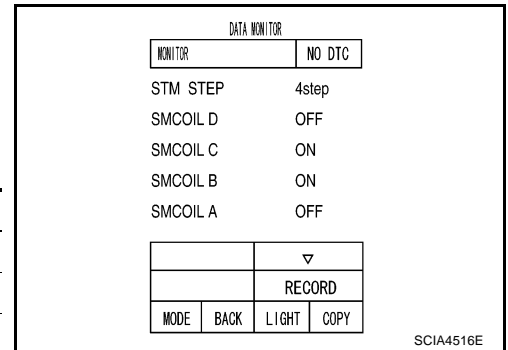 DATA MONITOR
MONITOR NO DTC
STM STEP 4step
SMCOIL D OFF
SMCOIL C ON
SMCOIL B ON
SMCOIL A OFF
▽
RECORD
MODE BACK LIGHT COPY
SCIA4516E